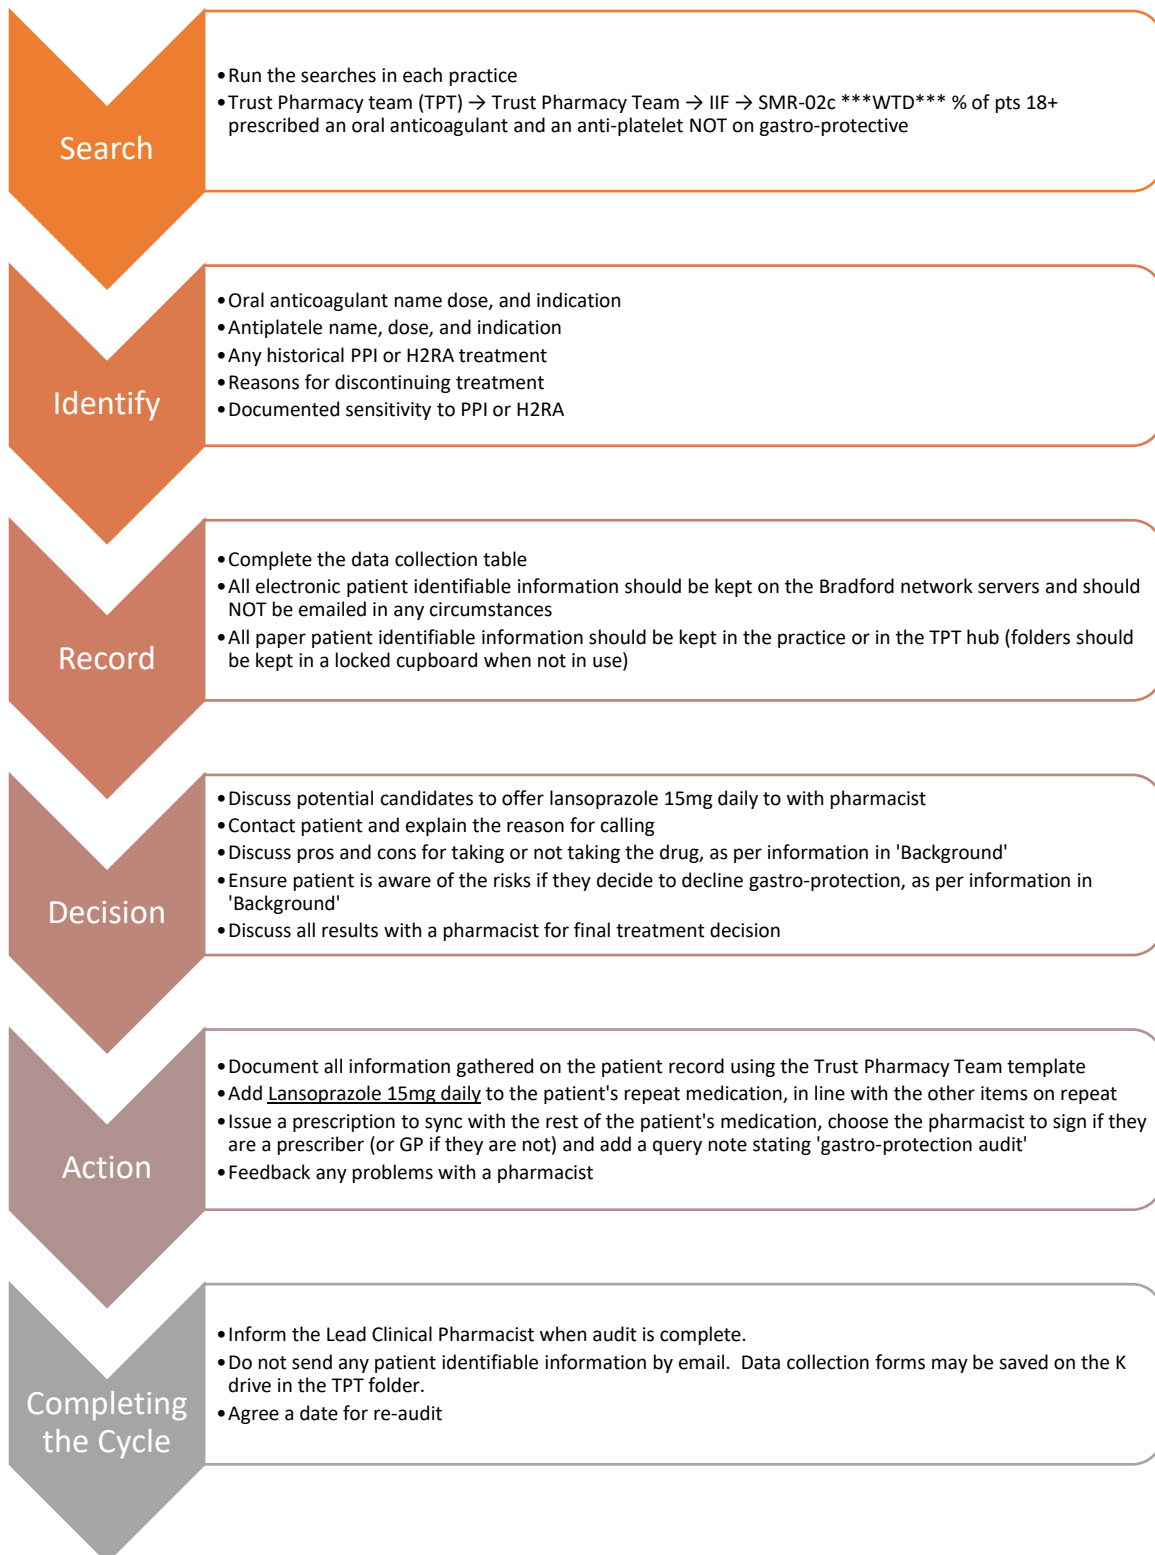 Search
•Run the searches in each practice
•Trust Pharmacy team (TPT) → Trust Pharmacy Team → IIF → SMR-02c ***WTD*** % of pts 18+
prescribed an oral anticoagulant and an anti-platelet NOT on gastro-protective
Identify
•Oral anticoagulant name dose, and indication
•Antiplatele name, dose, and indication
•Any historical PPI or H2RA treatment
•Reasons for discontinuing treatment
•Documented sensitivity to PPI or H2RA
Record
•Complete the data collection table
•All electronic patient identifiable information should be kept on the Bradford network servers and should
NOT be emailed in any circumstances
•All paper patient identifiable information should be kept in the practice or in the TPT hub (folders should
be kept in a locked cupboard when not in use)
Decision
•Discuss potential candidates to offer lansoprazole 15mg daily to with pharmacist
•Contact patient and explain the reason for calling
•Discuss pros and cons for taking or not taking the drug, as per information in 'Background'
•Ensure patient is aware of the risks if they decide to decline gastro-protection, as per information in
'Background'
•Discuss all results with a pharmacist for final treatment decision
Action
•Document all information gathered on the patient record using the Trust Pharmacy Team template
•Add Lansoprazole 15mg daily to the patient's repeat medication, in line with the other items on repeat
•Issue a prescription to sync with the rest of the patient's medication, choose the pharmacist to sign if they
are a prescriber (or GP if they are not) and add a query note stating 'gastro-protection audit'
•Feedback any problems with a pharmacist
Completing
the Cycle
•Inform the Lead Clinical Pharmacist when audit is complete.
•Do not send any patient identifiable information by email.  Data collection forms may be saved on the K
drive in the TPT folder.
•Agree a date for re-audit